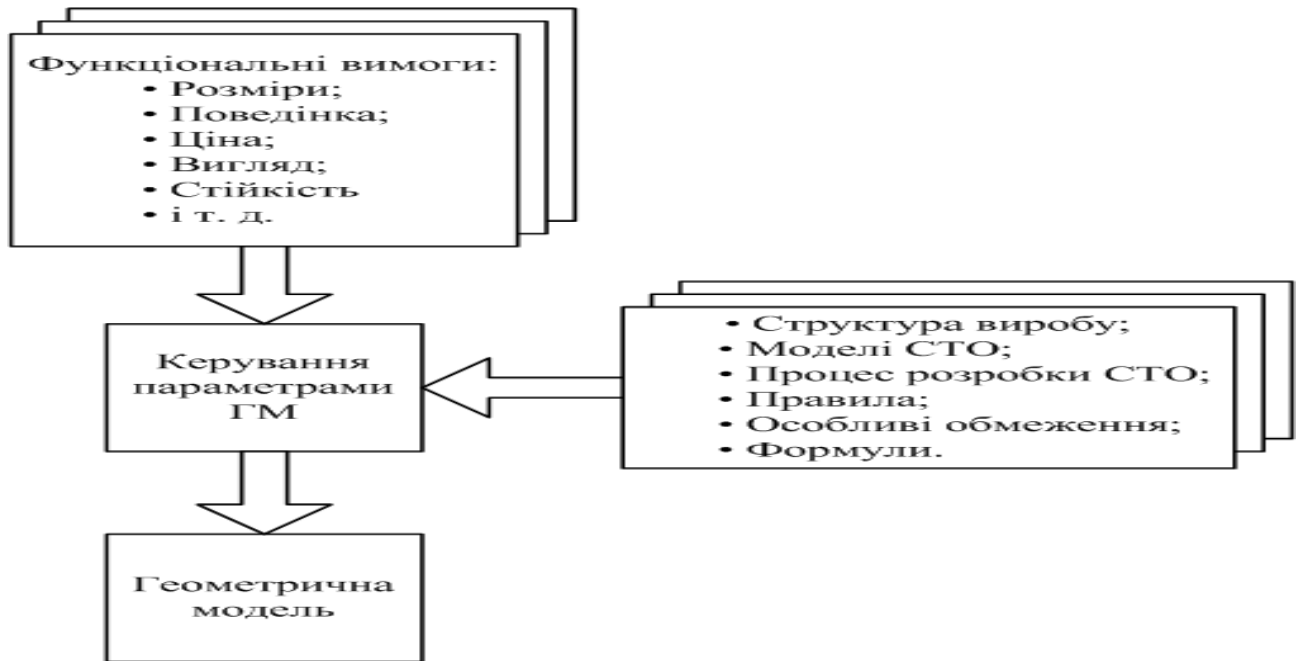 Функціональні вимоги:
• Розміри;
• Поведінка;
• Ціна;
• Вигляд;
• Стійкість
• і т. д.
Керування
параметрами
ГМ
• Структура виробу;
• Моделі СТО;
• Процес розробки СТО;
• Правила;
• Особливі обмеження;
• Формули.
Геометрична
модель